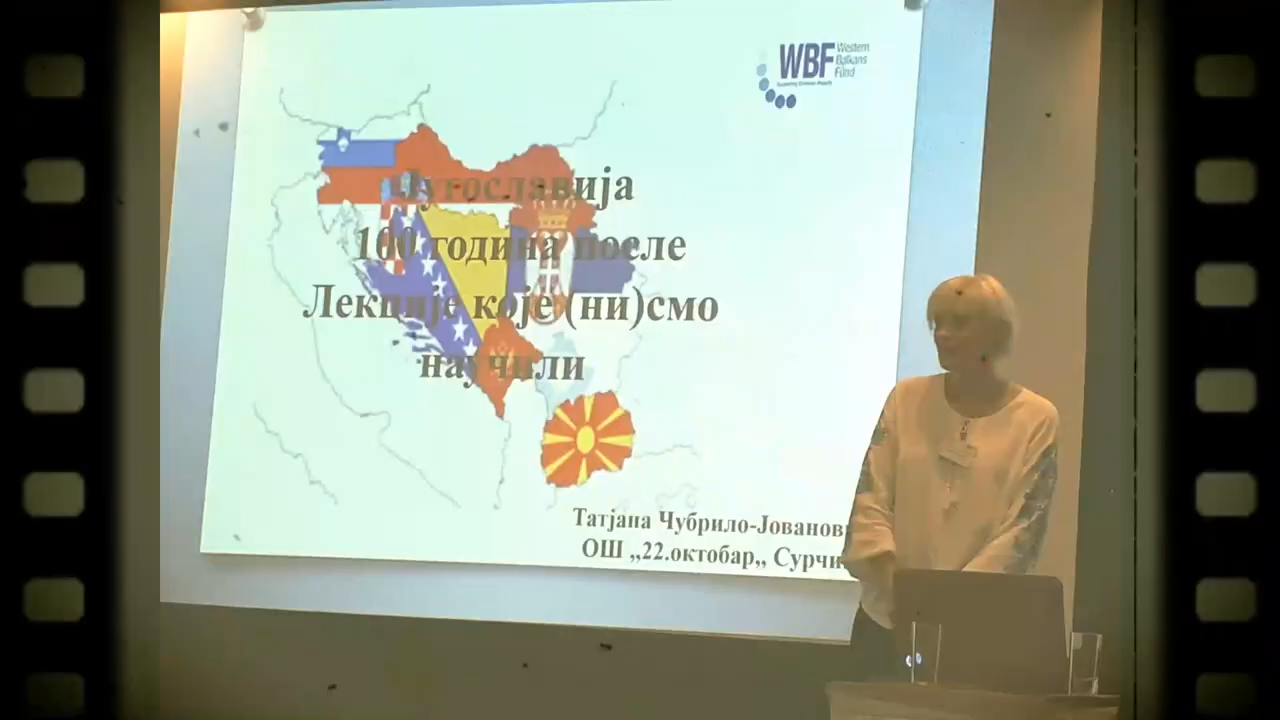 WBF Western
Balkans
Fund
Југославија
100 година после
Лекције које (ни)смо
научили
Татјана Чубрило-Јованов
ОШ ,,22.октобар,, Сурчи